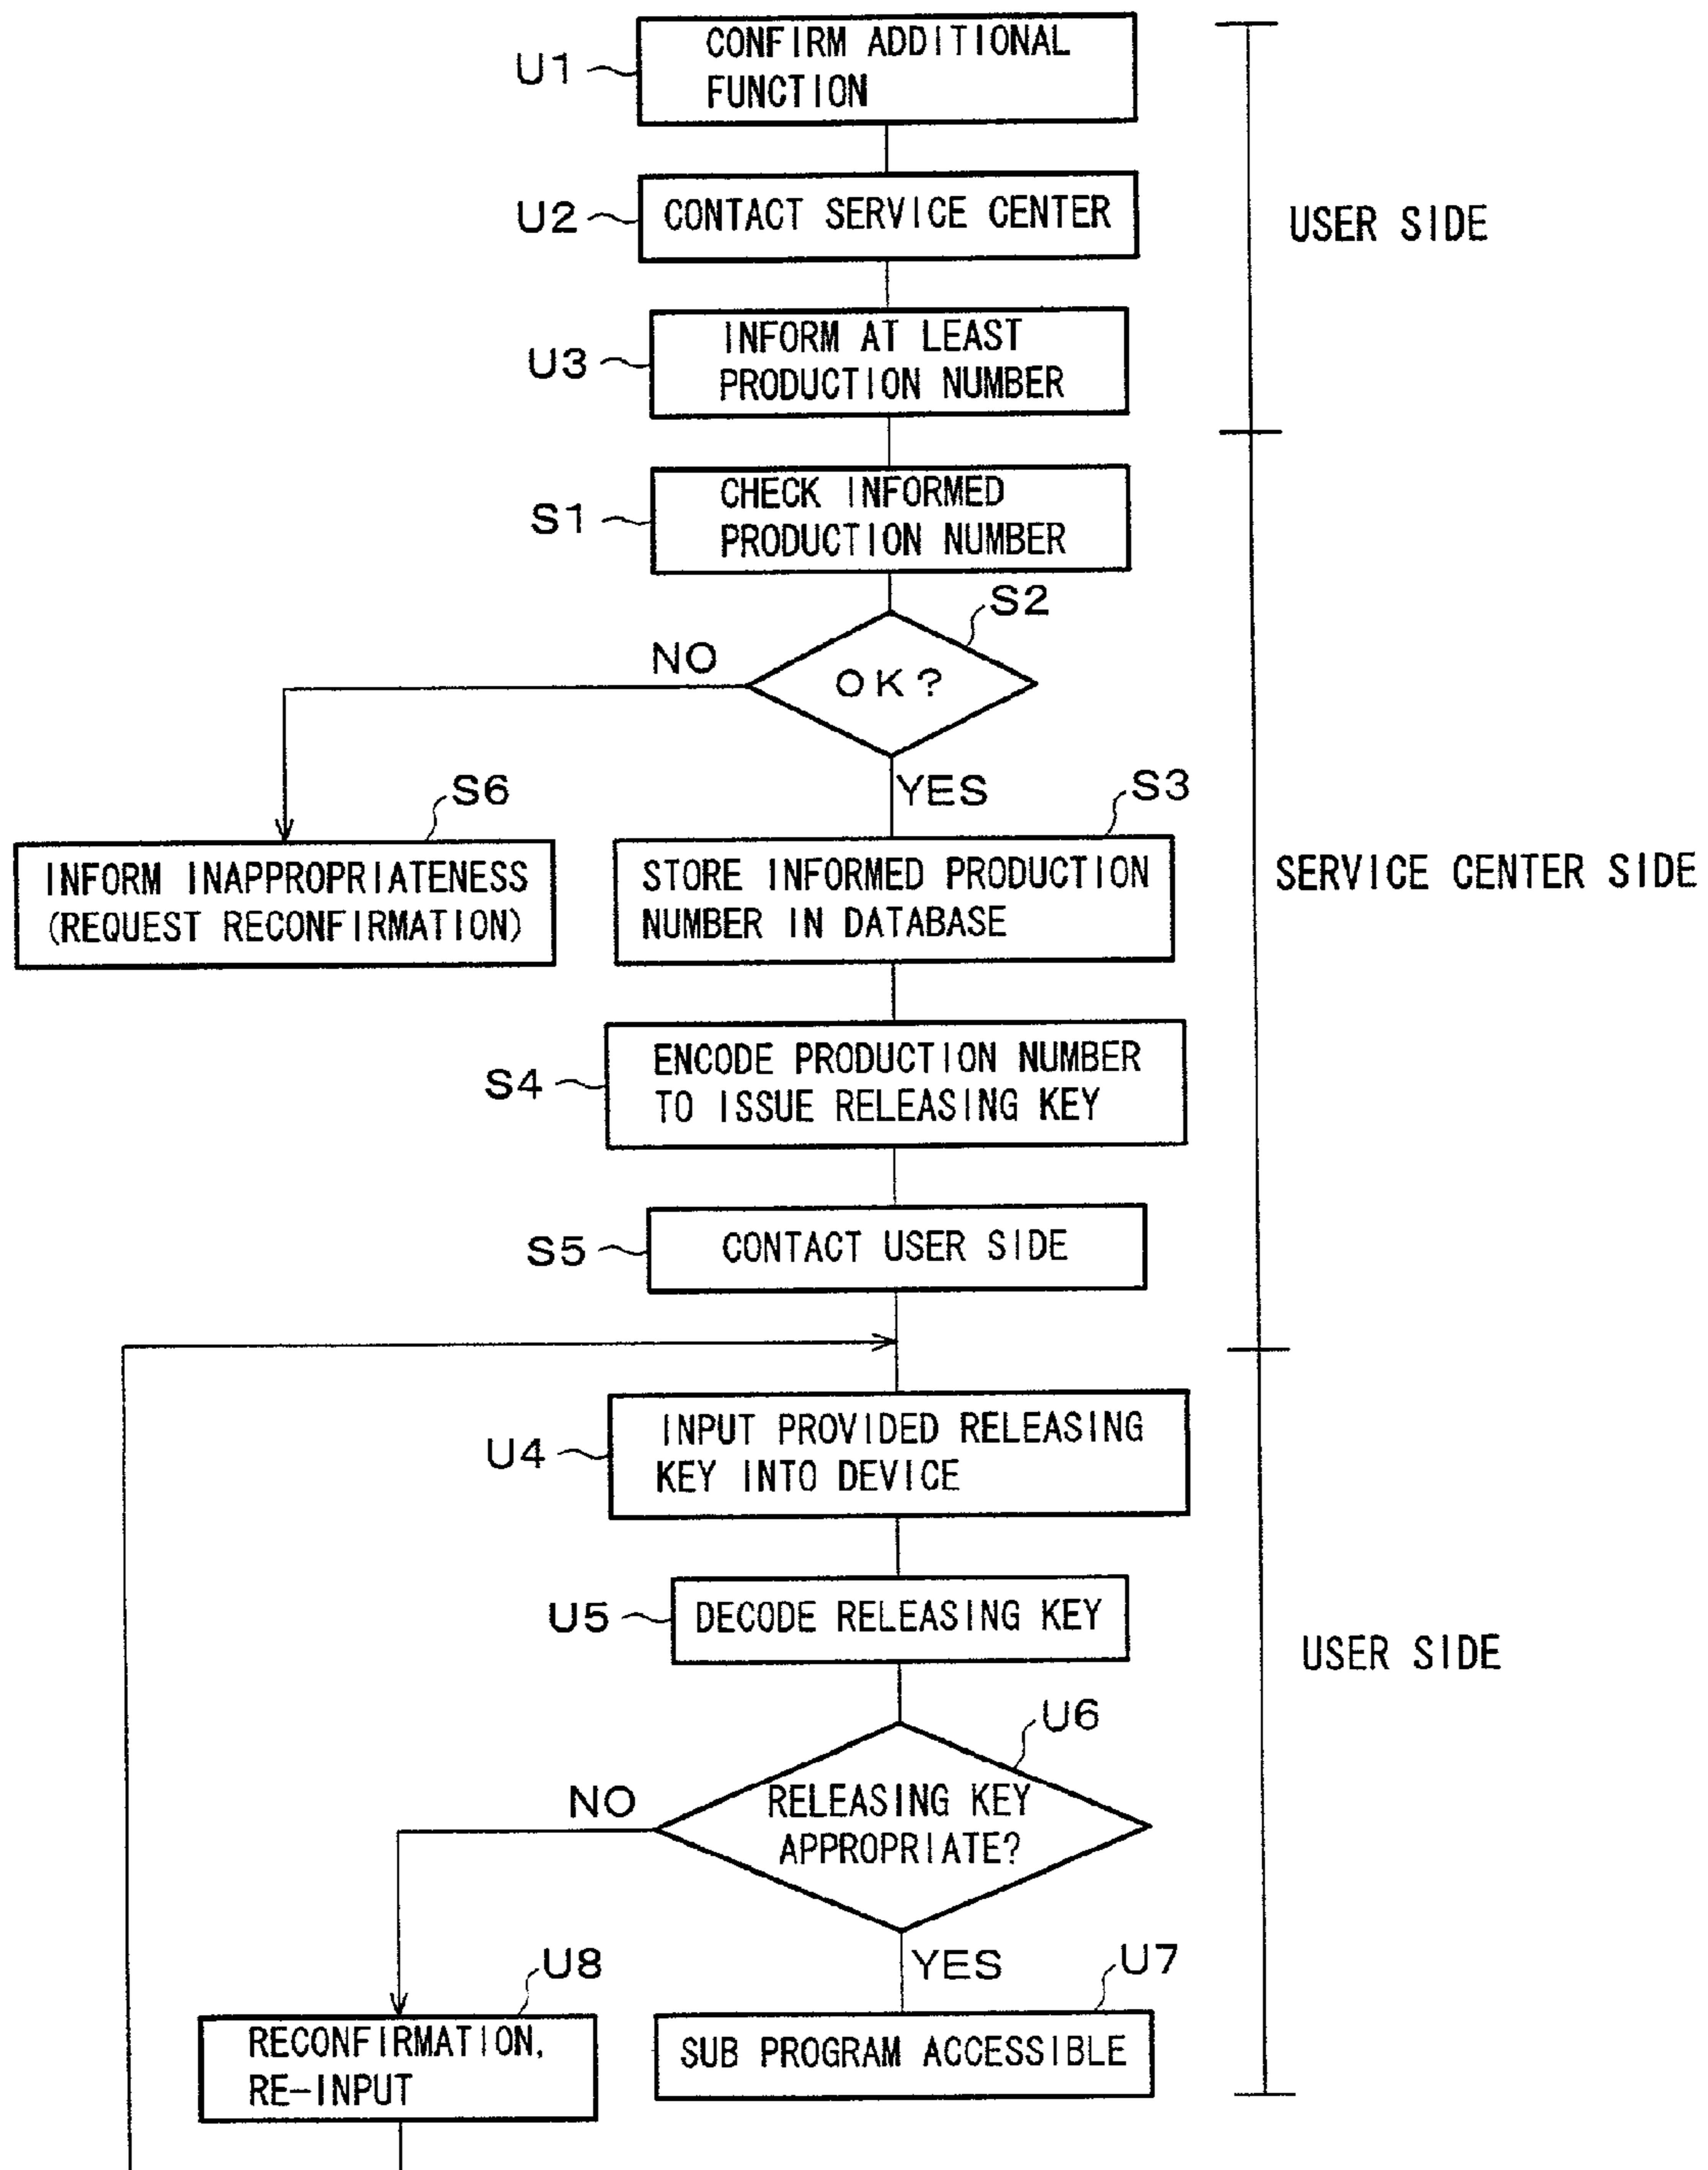 CONFIRM ADDITIONAL
FUNCTION
U1
U2
CONTACT SERVICE CENTER
USER SIDE
INFORM AT LEAST
PRODUCTION NUMBER
U3
CHECK INFORMED
PRODUCTION NUMBER
S1
S2
NO
OK?
YES
S6
S3
INFORM INAPPROPRIATENESS
(REQUEST RECONFIRMATION)
STORE INFORMED PRODUCTION
NUMBER IN DATABASE
SERVICE CENTER SIDE
ENCODE PRODUCTION NUMBER
TO ISSUE RELEASING KEY
S4
S5
CONTACT USER SIDE
INPUT PROVIDED RELEASING
KEY INTO DEVICE
U4
U5
DECODE RELEASING KEY
USER SIDE
U6
NO
RELEASING KEY
APPROPRIATE?
YES
U8
U7
RECONFIRMATION,
RE-INPUT
SUB PROGRAM ACCESSIBLE